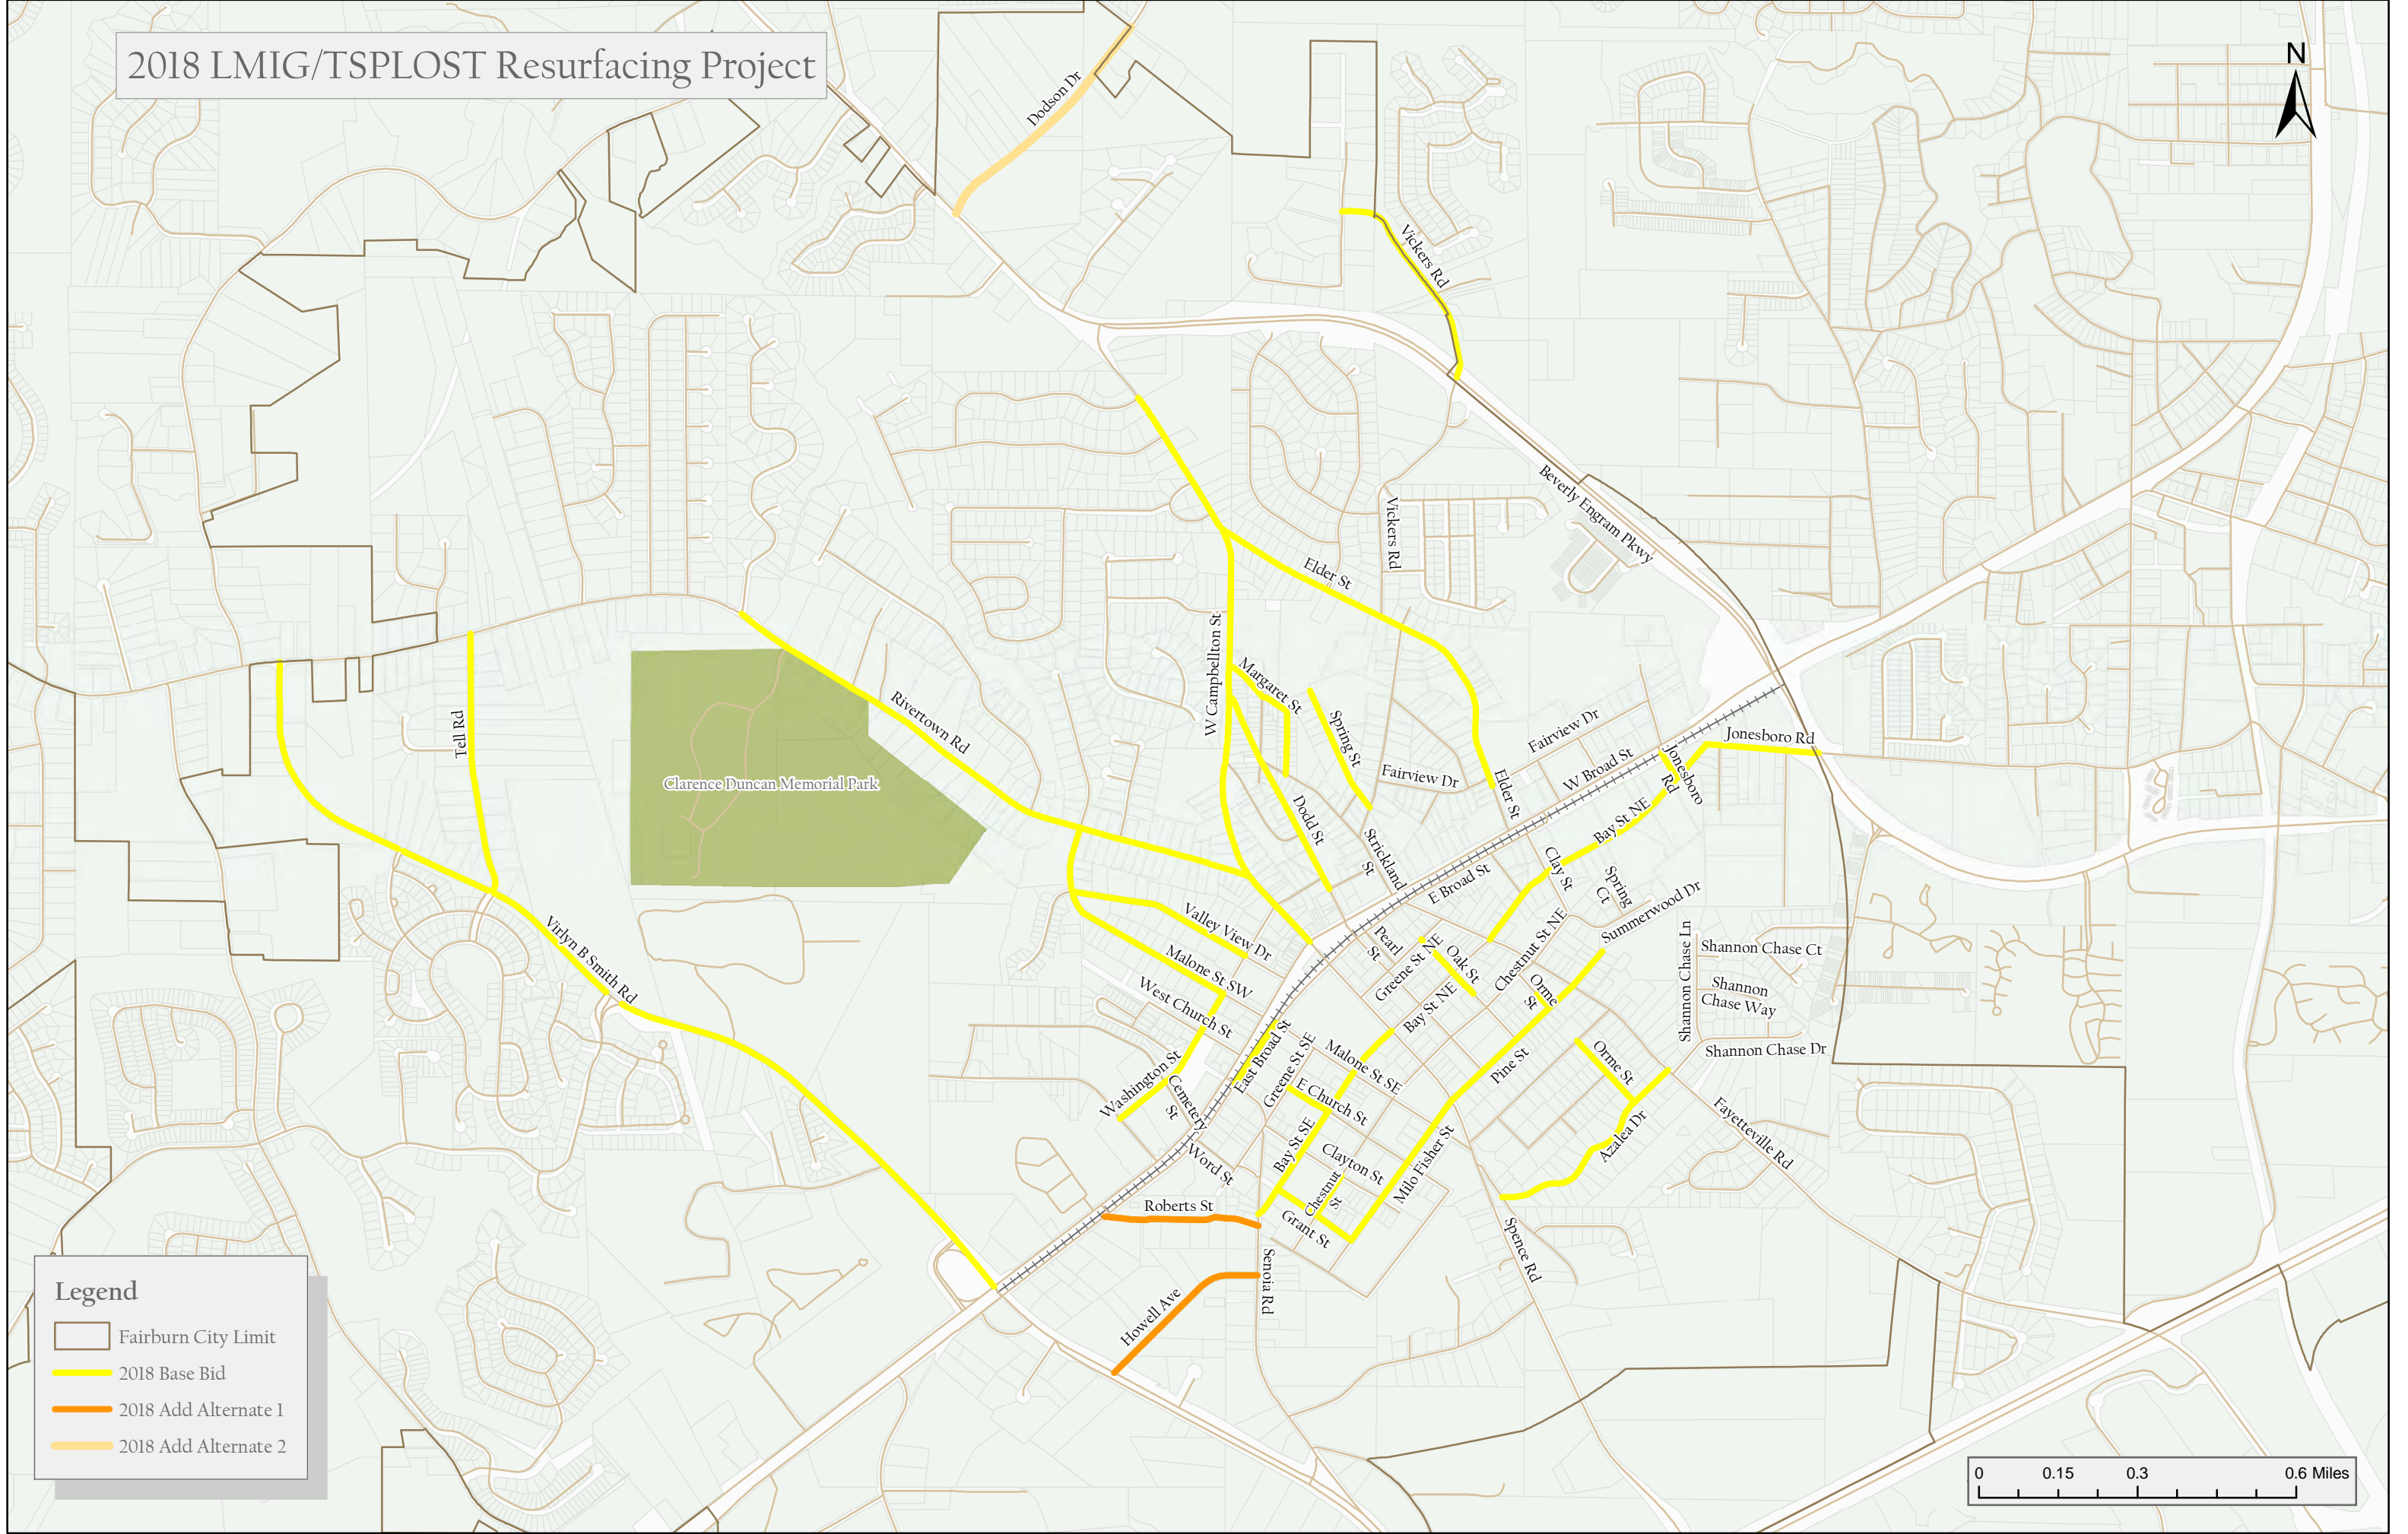 2018 LMIG/TSPLOST Resurfacing Project
N
Dodson Dr
Vickers Rd
Beverly Engram Pkwy
Vickers Rd
Elder St
W Campbellton St
Margaret St
Spring St
Fairview Dr
Fairview Dr
W Broad St
Jonesboro Rd
Jonesboro
Rd
Tell Rd
Rivertown Rd
Clarence Duncan Memorial Park
Elder St
Dodd St
Strickland
St
Bay St NE
Clay St
E Broad St
Spring
Ct
Summerwood Dr
Virlyn B Smith Rd
Valley View Dr
Malone St SW
West Church St
Pearl
St
Greene St NE
Oak St
Chestnut St NE
Bay St NE
Orme
St
Shannon Chase Ln
Shannon Chase Ct
Shannon
Chase Way
Shannon Chase Dr
Washington St
Cemetery
St
East Broad St
Greene St SE
Malone St SE
E Church St
Pine St
Orme St
Azalea Dr
Fayetteville Rd
Bay St SE
Clayton St
Milo Fisher St
Chestnut
St
Word St
Roberts St
Grant St
Senoia Rd
Spence Rd
Howell Ave
Legend
Fairburn City Limit
2018 Base Bid
2018 Add Alternate 1
2018 Add Alternate 2
0 0.15 0.3 0.6 Miles